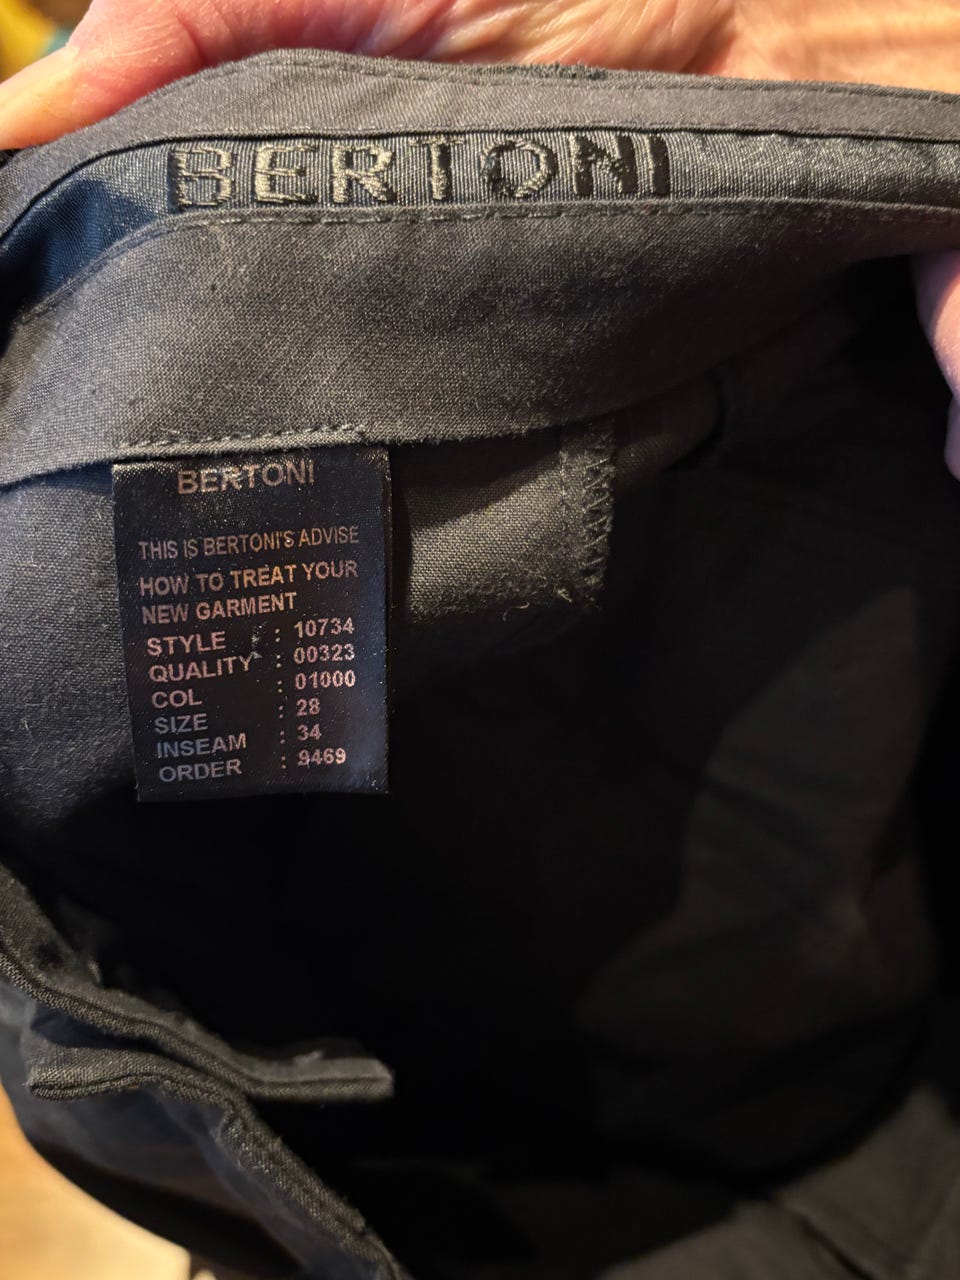 BERTONI
BERTONI
THIS IS BERTONI'S ADVISE
HOW TO TREAT YOUR
NEW GARMENT
STYLE : 10734
QUALITY : 00323
COL : 01000
SIZE : 28
INSEAM : 34
ORDER : 9469